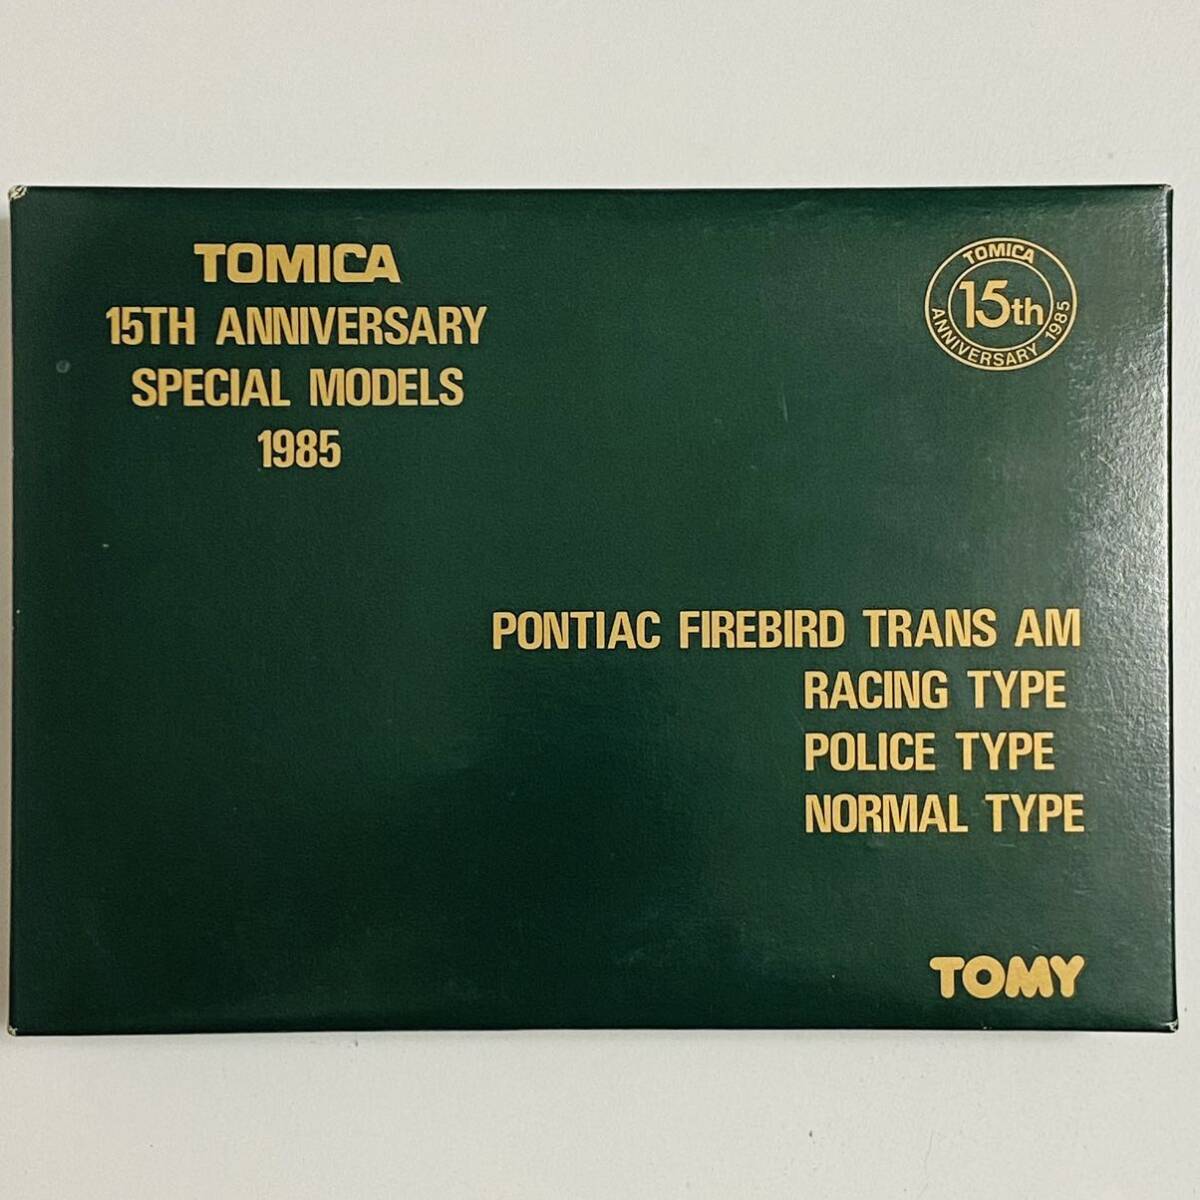 TOMICA
15TH ANNIVERSARY
SPECIAL MODELS
1985
TOMICA
15th
ANNIVERSARY 1985
PONTIAC FIREBIRD TRANS AM
RACING TYPE
POLICE TYPE
NORMAL TYPE
TOMY